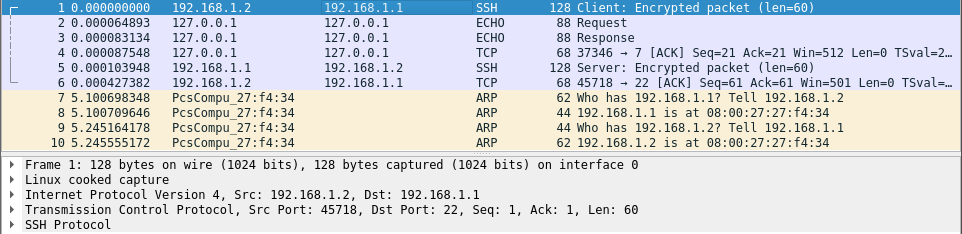 1 0.000000000 192.168.1.2 192.168.1.1 SSH 128 Client: Encrypted packet (len=60)
2 0.000064893 127.0.0.1 127.0.0.1 ECHO 88 Request
3 0.000083134 127.0.0.1 127.0.0.1 ECHO 88 Response
4 0.000087548 127.0.0.1 127.0.0.1 TCP 68 37346 → 7 [ACK] Seq=21 Ack=21 Win=512 Len=0 TSval=2…
5 0.000103948 192.168.1.1 192.168.1.2 SSH 128 Server: Encrypted packet (len=60)
6 0.000427382 192.168.1.2 192.168.1.1 TCP 68 45718 → 22 [ACK] Seq=61 Ack=61 Win=501 Len=0 TSval=…
7 5.100698348 PcsCompu_27:f4:34 ARP 62 Who has 192.168.1.1? Tell 192.168.1.2
8 5.100709646 PcsCompu_27:f4:34 ARP 44 192.168.1.1 is at 08:00:27:27:f4:34
9 5.245164178 PcsCompu_27:f4:34 ARP 44 Who has 192.168.1.2? Tell 192.168.1.1
10 5.245555172 PcsCompu_27:f4:34 ARP 62 192.168.1.2 is at 08:00:27:27:f4:34
Frame 1: 128 bytes on wire (1024 bits), 128 bytes captured (1024 bits) on interface 0
Linux cooked capture
Internet Protocol Version 4, Src: 192.168.1.2, Dst: 192.168.1.1
Transmission Control Protocol, Src Port: 45718, Dst Port: 22, Seq: 1, Ack: 1, Len: 60
SSH Protocol